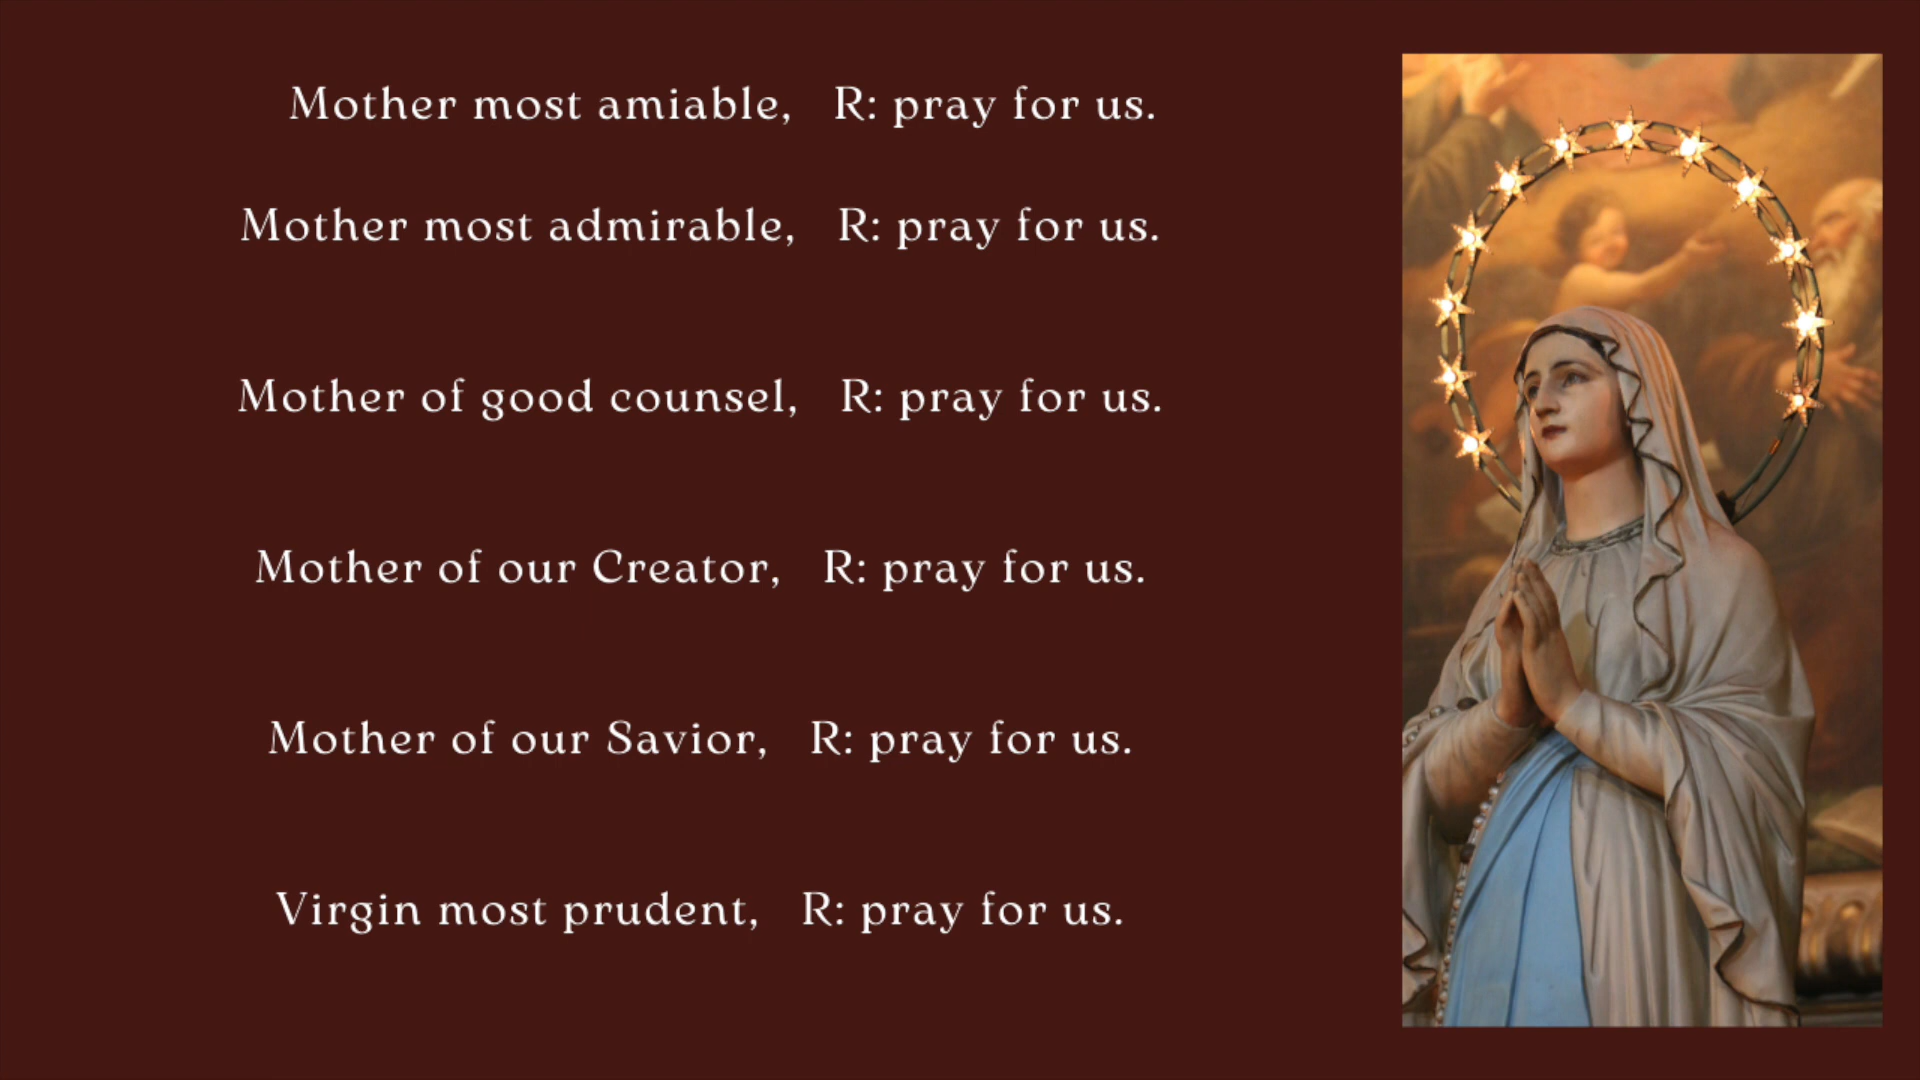 Mother most amiable, R: pray for us.
Mother most admirable, R: pray for us.
Mother of good counsel, R: pray for us.
Mother of our Creator, R: pray for us.
Mother of our Savior, R: pray for us.
Virgin most prudent, R: pray for us.